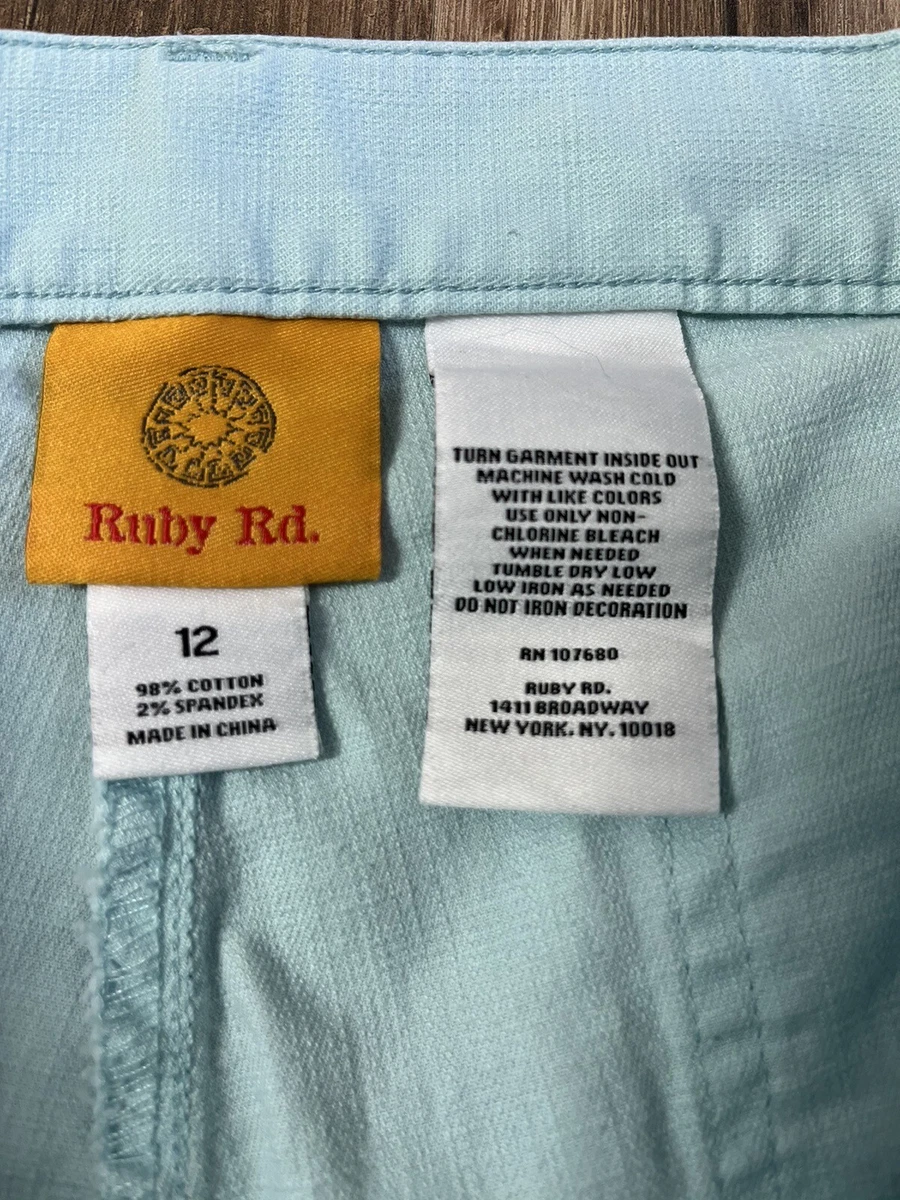 Ruby Rd.
12
98% COTTON
2% SPANDEX
MADE IN CHINA
TURN GARMENT INSIDE OUT
MACHINE WASH COLD
WITH LIKE COLORS
USE ONLY NON-
CHLORINE BLEACH
WHEN NEEDED
TUMBLE DRY LOW
LOW IRON AS NEEDED
DO NOT IRON DECORATION
RN 107680
RUBY RD.
1411 BROADWAY
NEW YORK. NY. 10018